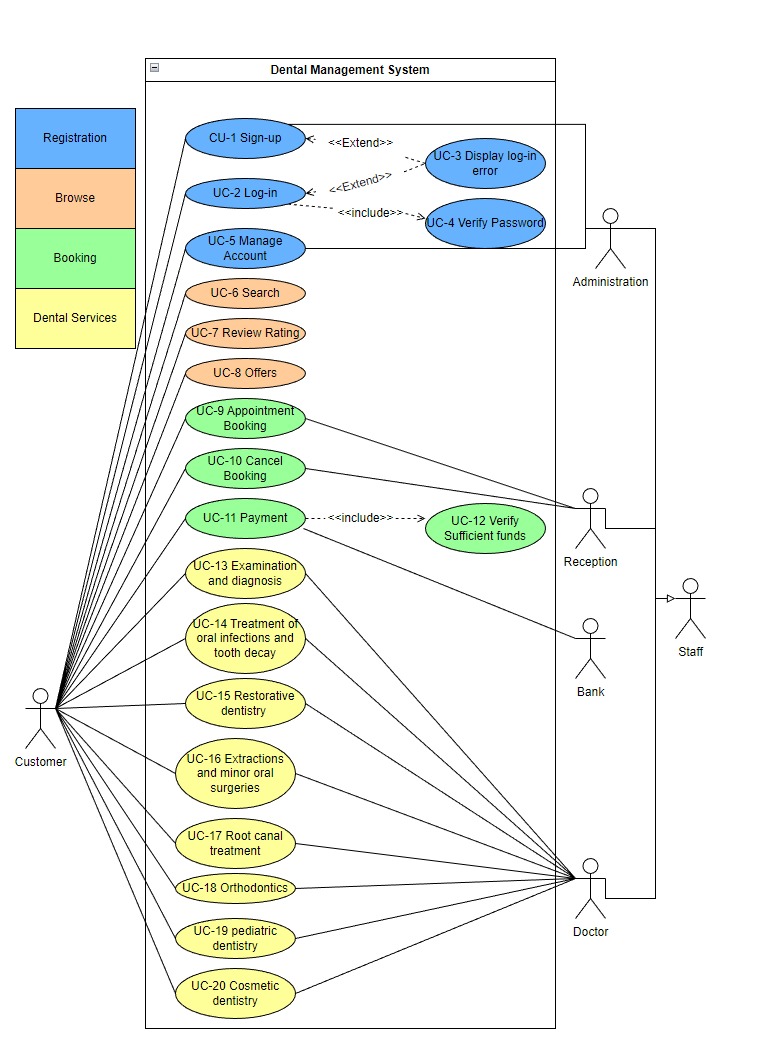 Dental Management System
Registration
Browse
Booking
Dental Services
CU-1 Sign-up
<<Extend>>
UC-3 Display log-in
error
UC-2 Log-in
<<Extend>>
<<include>>
UC-4 Verify Password
UC-5 Manage
Account
Administration
UC-6 Search
UC-7 Review Rating
UC-8 Offers
UC-9 Appointment
Booking
UC-10 Cancel
Booking
UC-11 Payment
<<include>>
UC-12 Verify
Sufficient funds
Reception
UC-13 Examination
and diagnosis
UC-14 Treatment of
oral infections and
tooth decay
Staff
Bank
UC-15 Restorative
dentistry
Customer
UC-16 Extractions
and minor oral
surgeries
UC-17 Root canal
treatment
UC-18 Orthodontics
UC-19 pediatric
dentistry
Doctor
UC-20 Cosmetic
dentistry